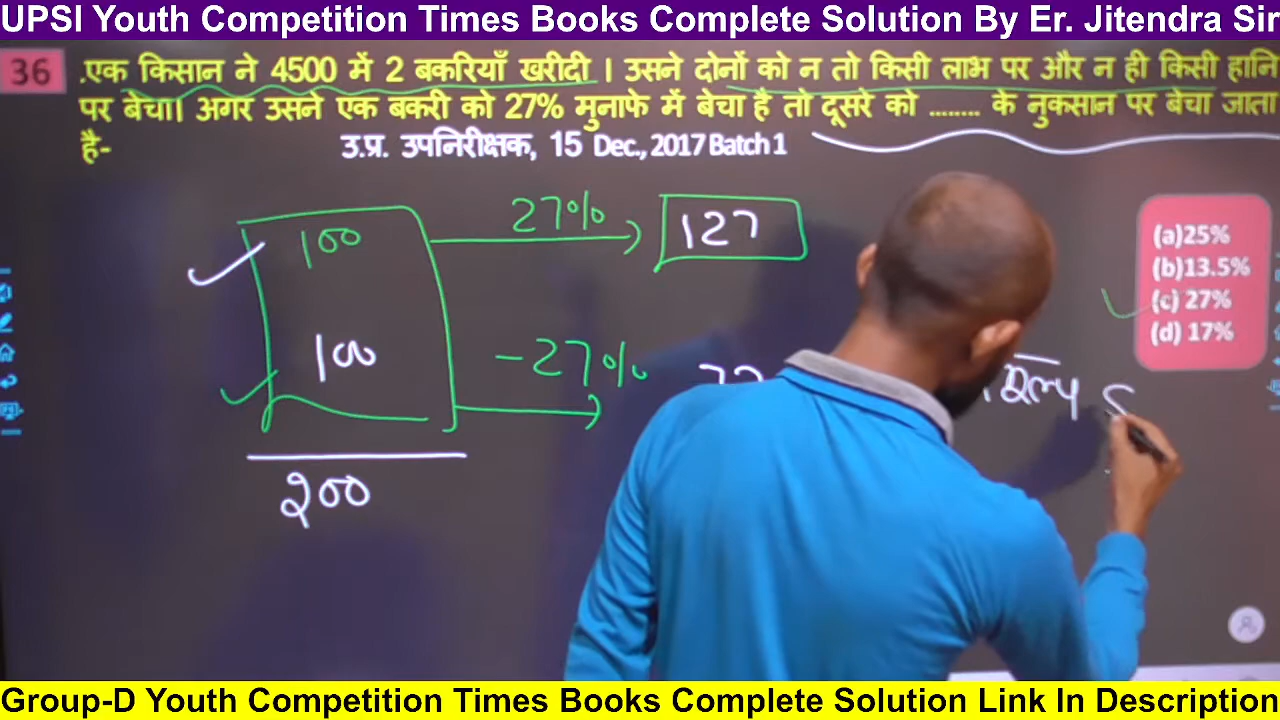 UPSI Youth Competition Times Books Complete Solution By Er. Jitendra Sir
36 .एक किसान ने 4500 में 2 बकरियाँ खरीदी । उसने दोनों को न तो किसी लाभ पर और न ही किसी हानि
पर बेचा। अगर उसने एक बकरी को 27% मुनाफे में बेचा है तो दूसरे को ........ के नुकसान पर बेचा जाता
है-
उ.प्र. उपनिरीक्षक, 15 Dec., 2017 Batch 1
27%
100
127
(a)25%
(b)13.5%
(c) 27%
(d) 17%
100
-27%
200
Group-D Youth Competition Times Books Complete Solution Link In Description